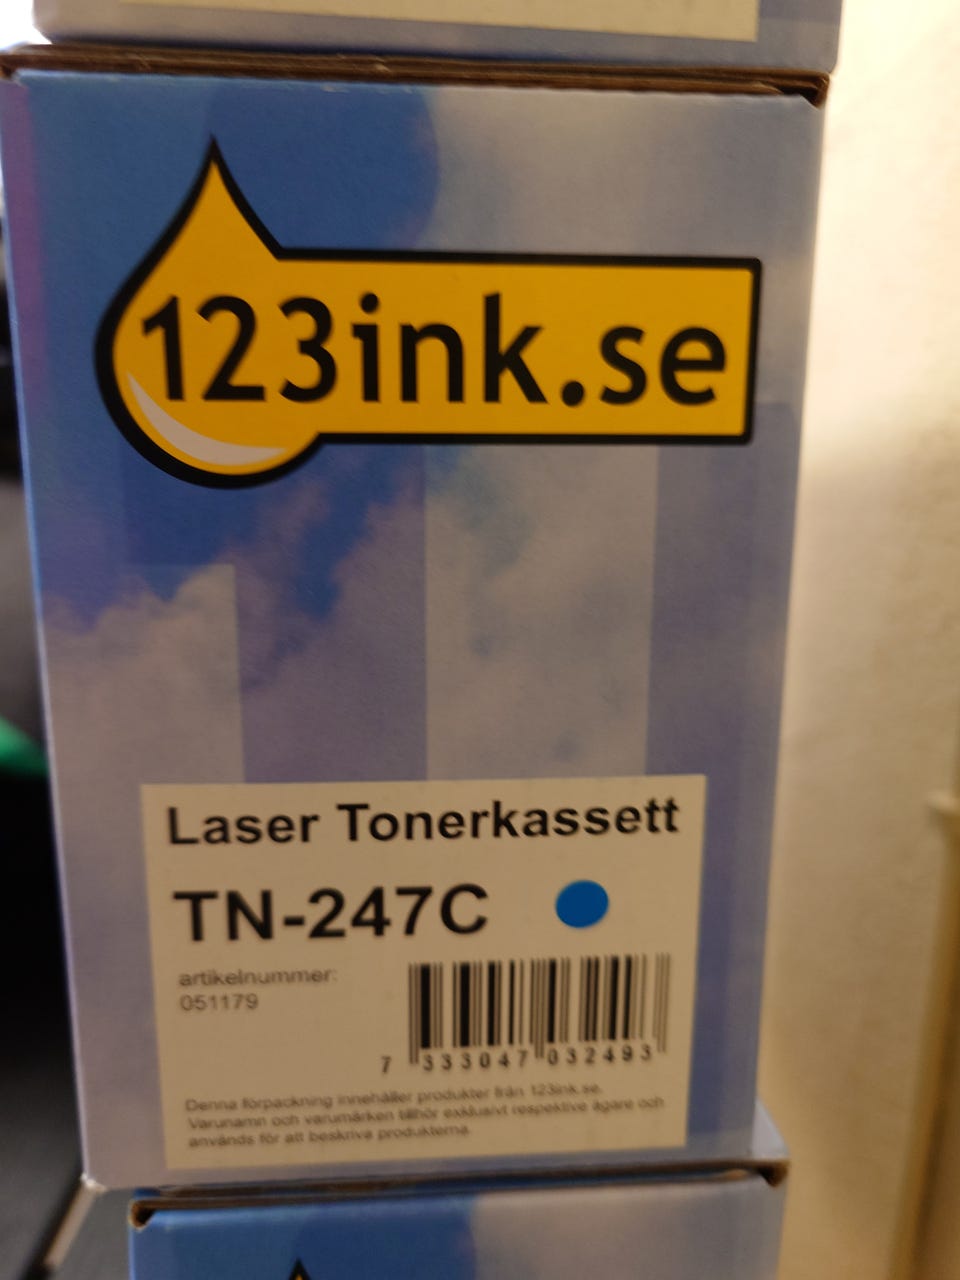 123ink.se
Laser Tonerkassett
TN-247C
artikelnummer:
051179
7 333047 032493
Denna förpackning innehåller produkter från 123ink.se.
Varunamn och varumärken tillhör exklusivt respektive ägare och
används för att beskriva produkterna.